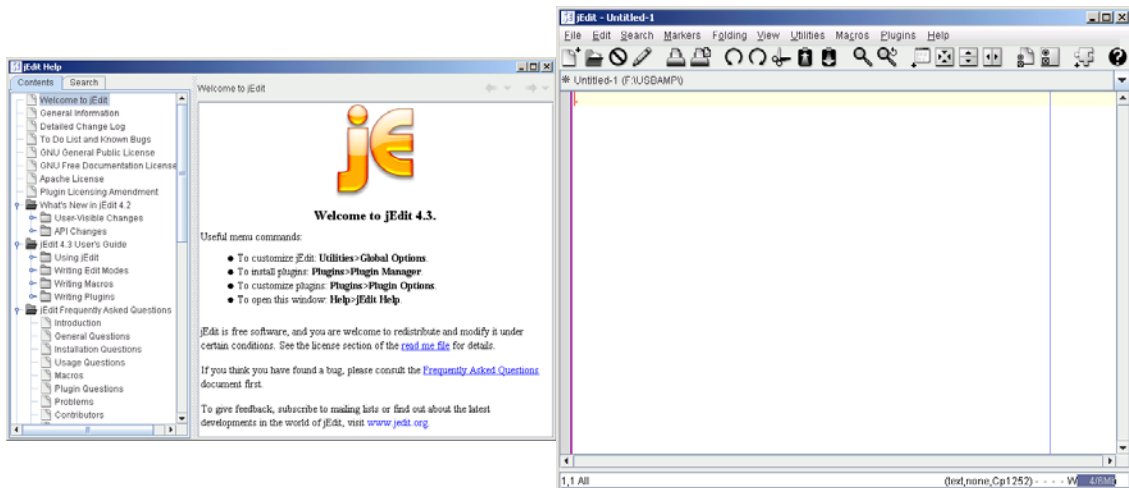 jEdit Help
Contents
Search
Welcome to jEdit
General Information
Detailed Change Log
To Do List and Known Bugs
GNU General Public License
GNU Free Documentation License
Apache License
Plugin Licensing Amendment
What's New in jEdit 4.2
User-Visible Changes
API Changes
jEdit 4.3 User's Guide
Using jEdit
Writing Edit Modes
Writing Macros
Writing Plugins
jEdit Frequently Asked Questions
Introduction
General Questions
Installation Questions
Usage Questions
Macros
Plugin Questions
Problems
Contributors
Welcome to jEdit
jE
Welcome to jEdit 4.3.
Useful menu commands:
To customize jEdit: Utilities>Global Options.
To install plugins: Plugins>Plugin Manager.
To customize plugins: Plugins>Plugin Options.
To open this window: Help>jEdit Help.
jEdit is free software, and you are welcome to redistribute and modify it under
certain conditions. See the license section of the read me file for details.
If you think you have found a bug, please consult the Frequently Asked Questions
document first.
To give feedback, subscribe to mailing lists or find out about the latest
developments in the world of jEdit, visit www.jedit.org.
jEdit - Untitled-1
File Edit Search Markers Folding View Utilities Macros Plugins Help
Untitled-1 (F:\USBAMP\)
1,1 All
(text,none,Cp1252) - - - - W